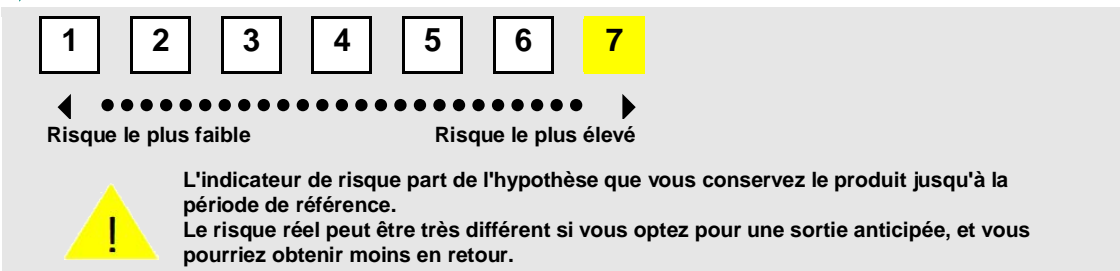 1 2 3 4 5 6 7
Risque le plus faible Risque le plus élevé
L'indicateur de risque part de l'hypothèse que vous conservez le produit jusqu'à la
période de référence.
! Le risque réel peut être très différent si vous optez pour une sortie anticipée, et vous
pourriez obtenir moins en retour.